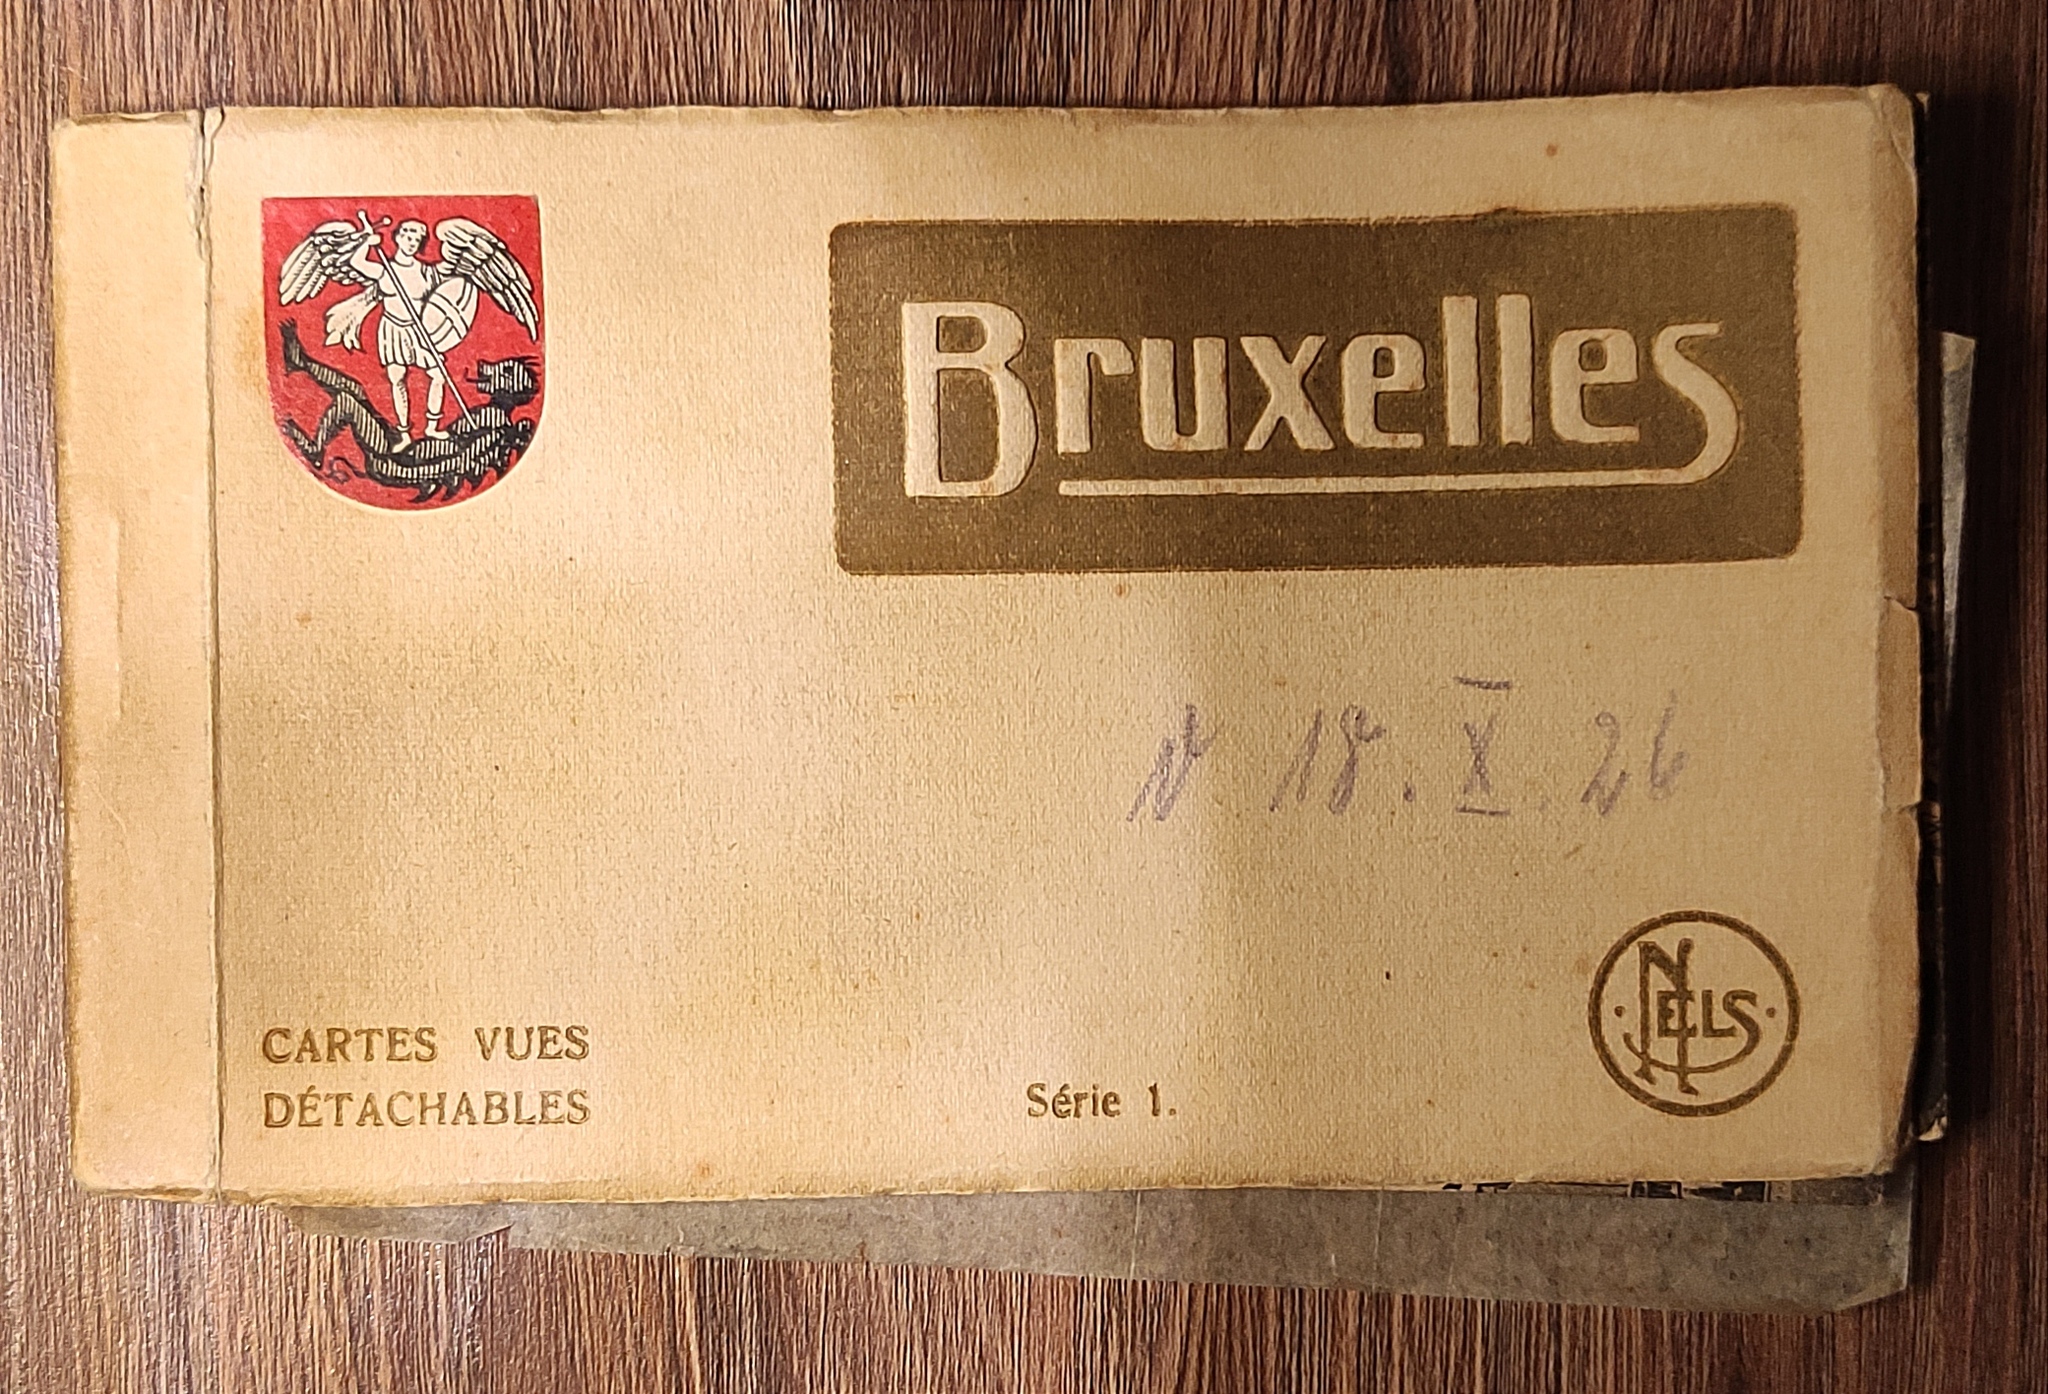 Bruxelles
N 18.X.26
CARTES VUES
DÉTACHABLES
Série 1.
NELS